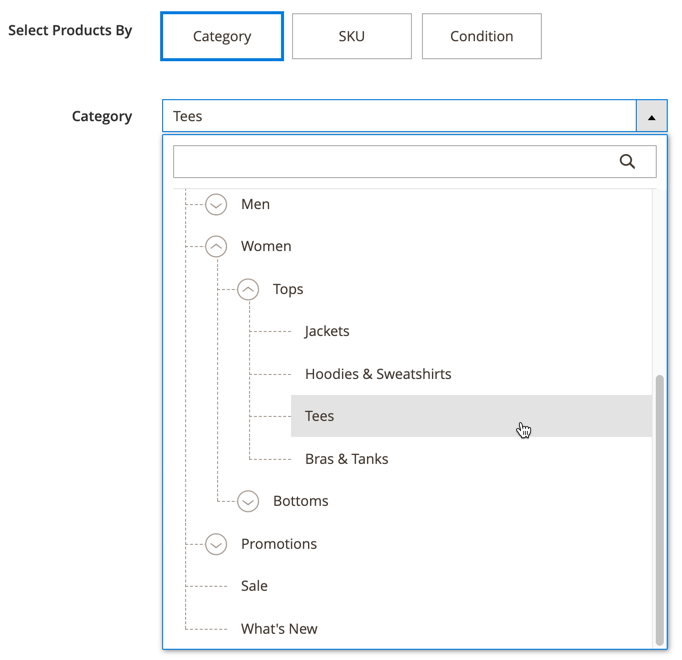 Select Products By
Category
SKU
Condition
Category
Tees
Men
Women
Tops
Jackets
Hoodies & Sweatshirts
Tees
Bras & Tanks
Bottoms
Promotions
Sale
What's New